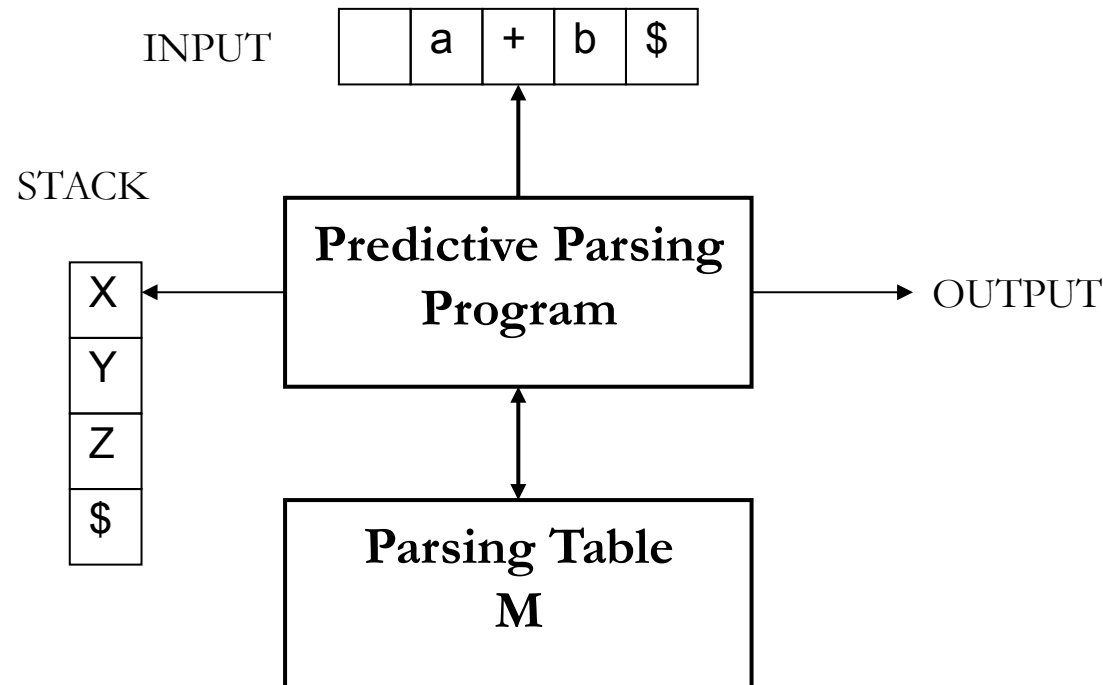 INPUT a + b $
STACK
Predictive Parsing
Program
X
Y
Z
$
OUTPUT
Parsing Table
M